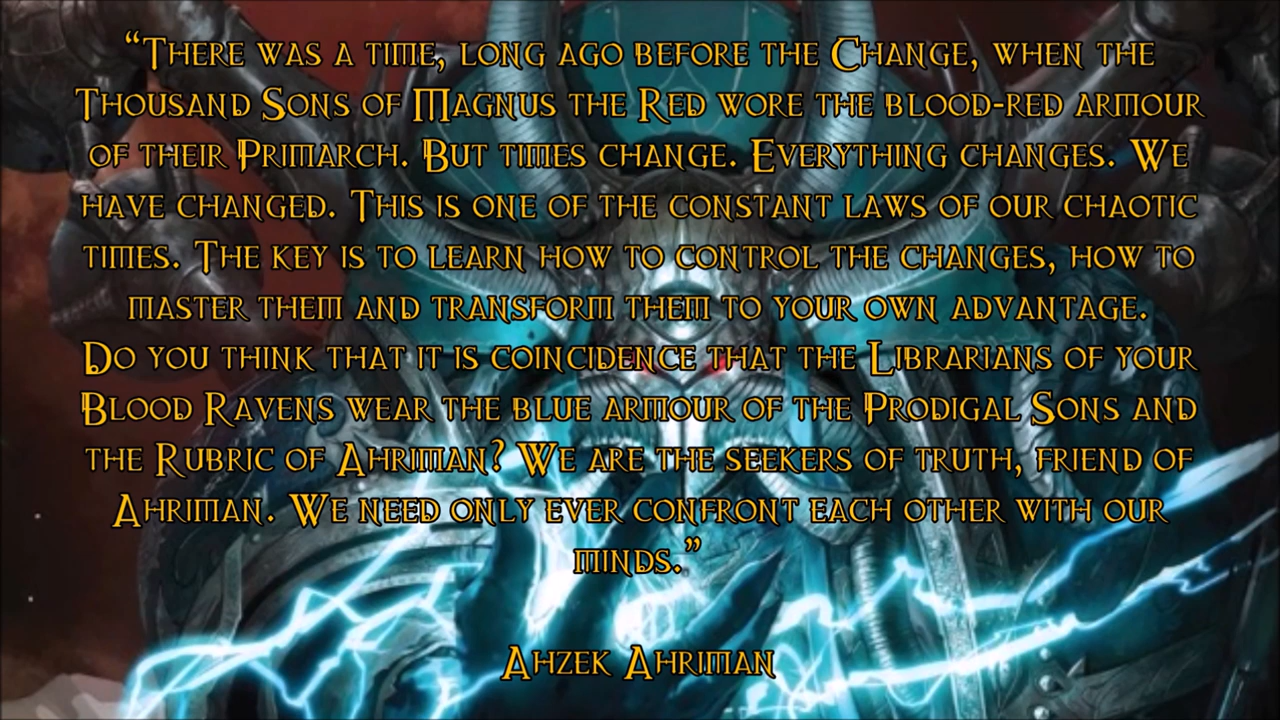 “There was a time, long ago before the Change, when the
Thousand Sons of Magnus the Red wore the blood-red armour
of their Primarch. But times change. Everything changes. We
have changed. This is one of the constant laws of our chaotic
times. The key is to learn how to control the changes, how to
master them and transform them to your own advantage.
Do you think that it is coincidence that the Librarians of your
Blood Ravens wear the blue armour of the Prodigal Sons and
the Rubric of Ahriman? We are the seekers of truth, friend of
Ahriman. We need only ever confront each other with our
minds.”
Ahzek Ahriman